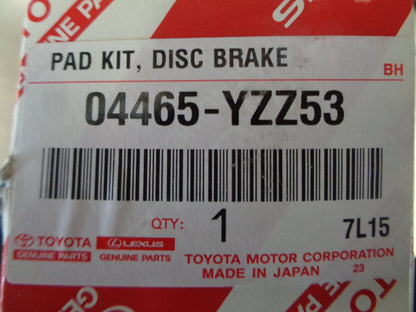 PAD KIT, DISC BRAKE
BH
04465-YZZ53
QTY: 1 7L15
TOYOTA LEXUS TOYOTA MOTOR CORPORATION
GENUINE PARTS GENUINE PARTS MADE IN JAPAN 23